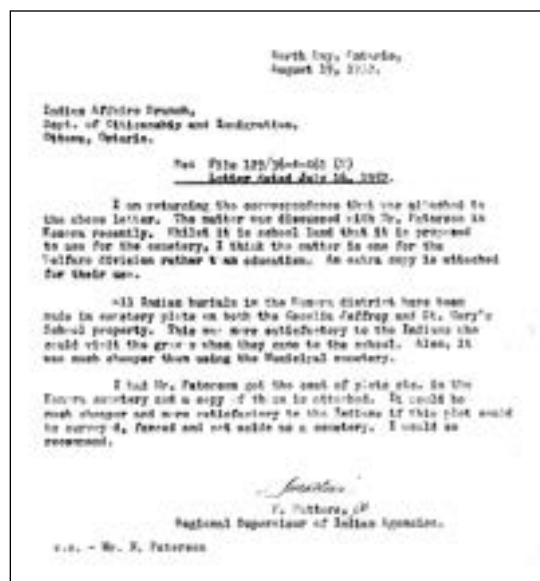 North Bay, Ontario,
August 19, 1952.
Indian Affairs Branch,
Dept. of Citizenship and Immigration,
Ottawa, Ontario.
Re: File
Letter dated July 16, 1952.
I am returning the correspondence that was attached to
the above letter. The matter was discussed with Mr. Paterson in
Kenora recently. Whilst it is school land that it is proposed
to use for the cemetery, I think the matter is one for the
Welfare division rather t an education. An extra copy is attached
for their use.
Indian burials in the Kenora district have been
made in cemetery plots on both the Cecilia Jeffrey and St. Mary's
School property. This was more satisfactory to the Indians who
could visit the grave s when they came to the school. Also, it
was much cheaper than using the Municipal cemetery.
I had Mr. Paterson get the cost of plots etc. in the
Kenora cemetery and a copy of them is attached. It would be
much cheaper and more satisfactory to the Indians if this plot could
be survey d, fenced and set aside as a cemetery. I would so
recommend.
Regional Supervisor of Indian Agencies.
c.c. - Mr. Paterson